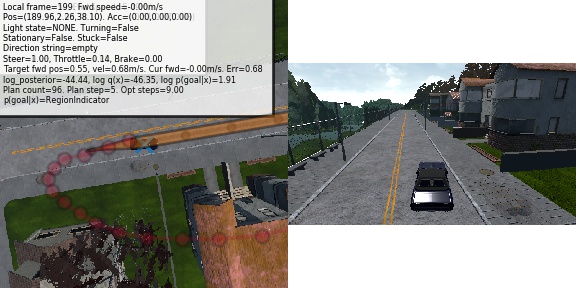 Local frame=199. Fwd speed=-0.00m/s
Pos=(189.96,2.26,38.10). Acc=(0.00,0.00,0.00)
Light state=NONE. Turning=False
Stationary=False. Stuck=False
Direction string=empty
Steer=1.00, Throttle=0.14, Brake=0.00
Target fwd pos=0.55, vel=0.68m/s. Cur fwd=-0.00m/s. Err=0.68
log_posterior=-44.44, log q(x)=-46.35, log p(goal|x)=1.91
Plan count=96. Plan step=5. Opt steps=9.00
p(goal|x)=RegionIndicator